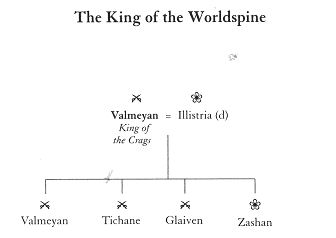 The King of the Worldspine
Valmeyan = Illistria (d)
King of
the Crags
Valmeyan Tichane Glaiven Zashan